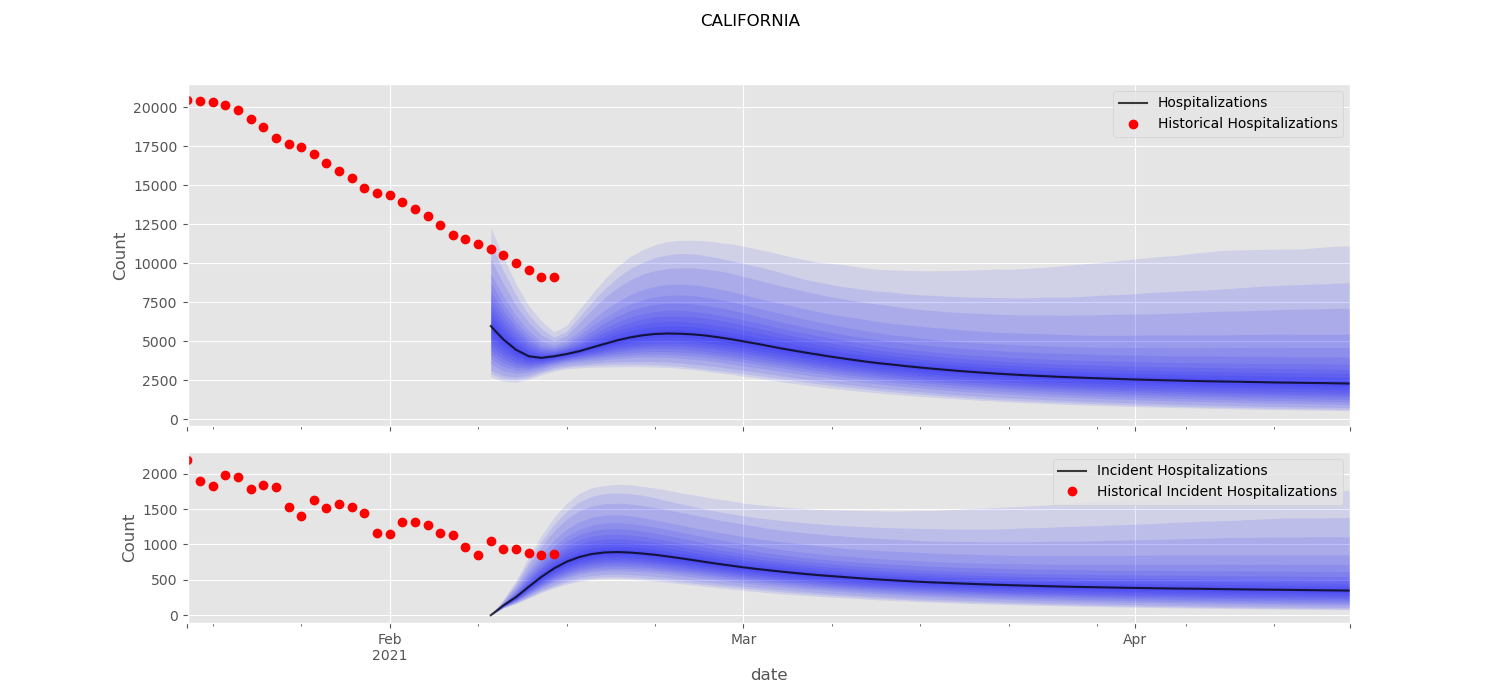 CALIFORNIA
20000
17500
15000
12500
10000
7500
5000
2500
0
Count
Hospitalizations
Historical Hospitalizations
2000
1500
1000
500
0
Count
Incident Hospitalizations
Historical Incident Hospitalizations
Feb
2021
Mar
Apr
date